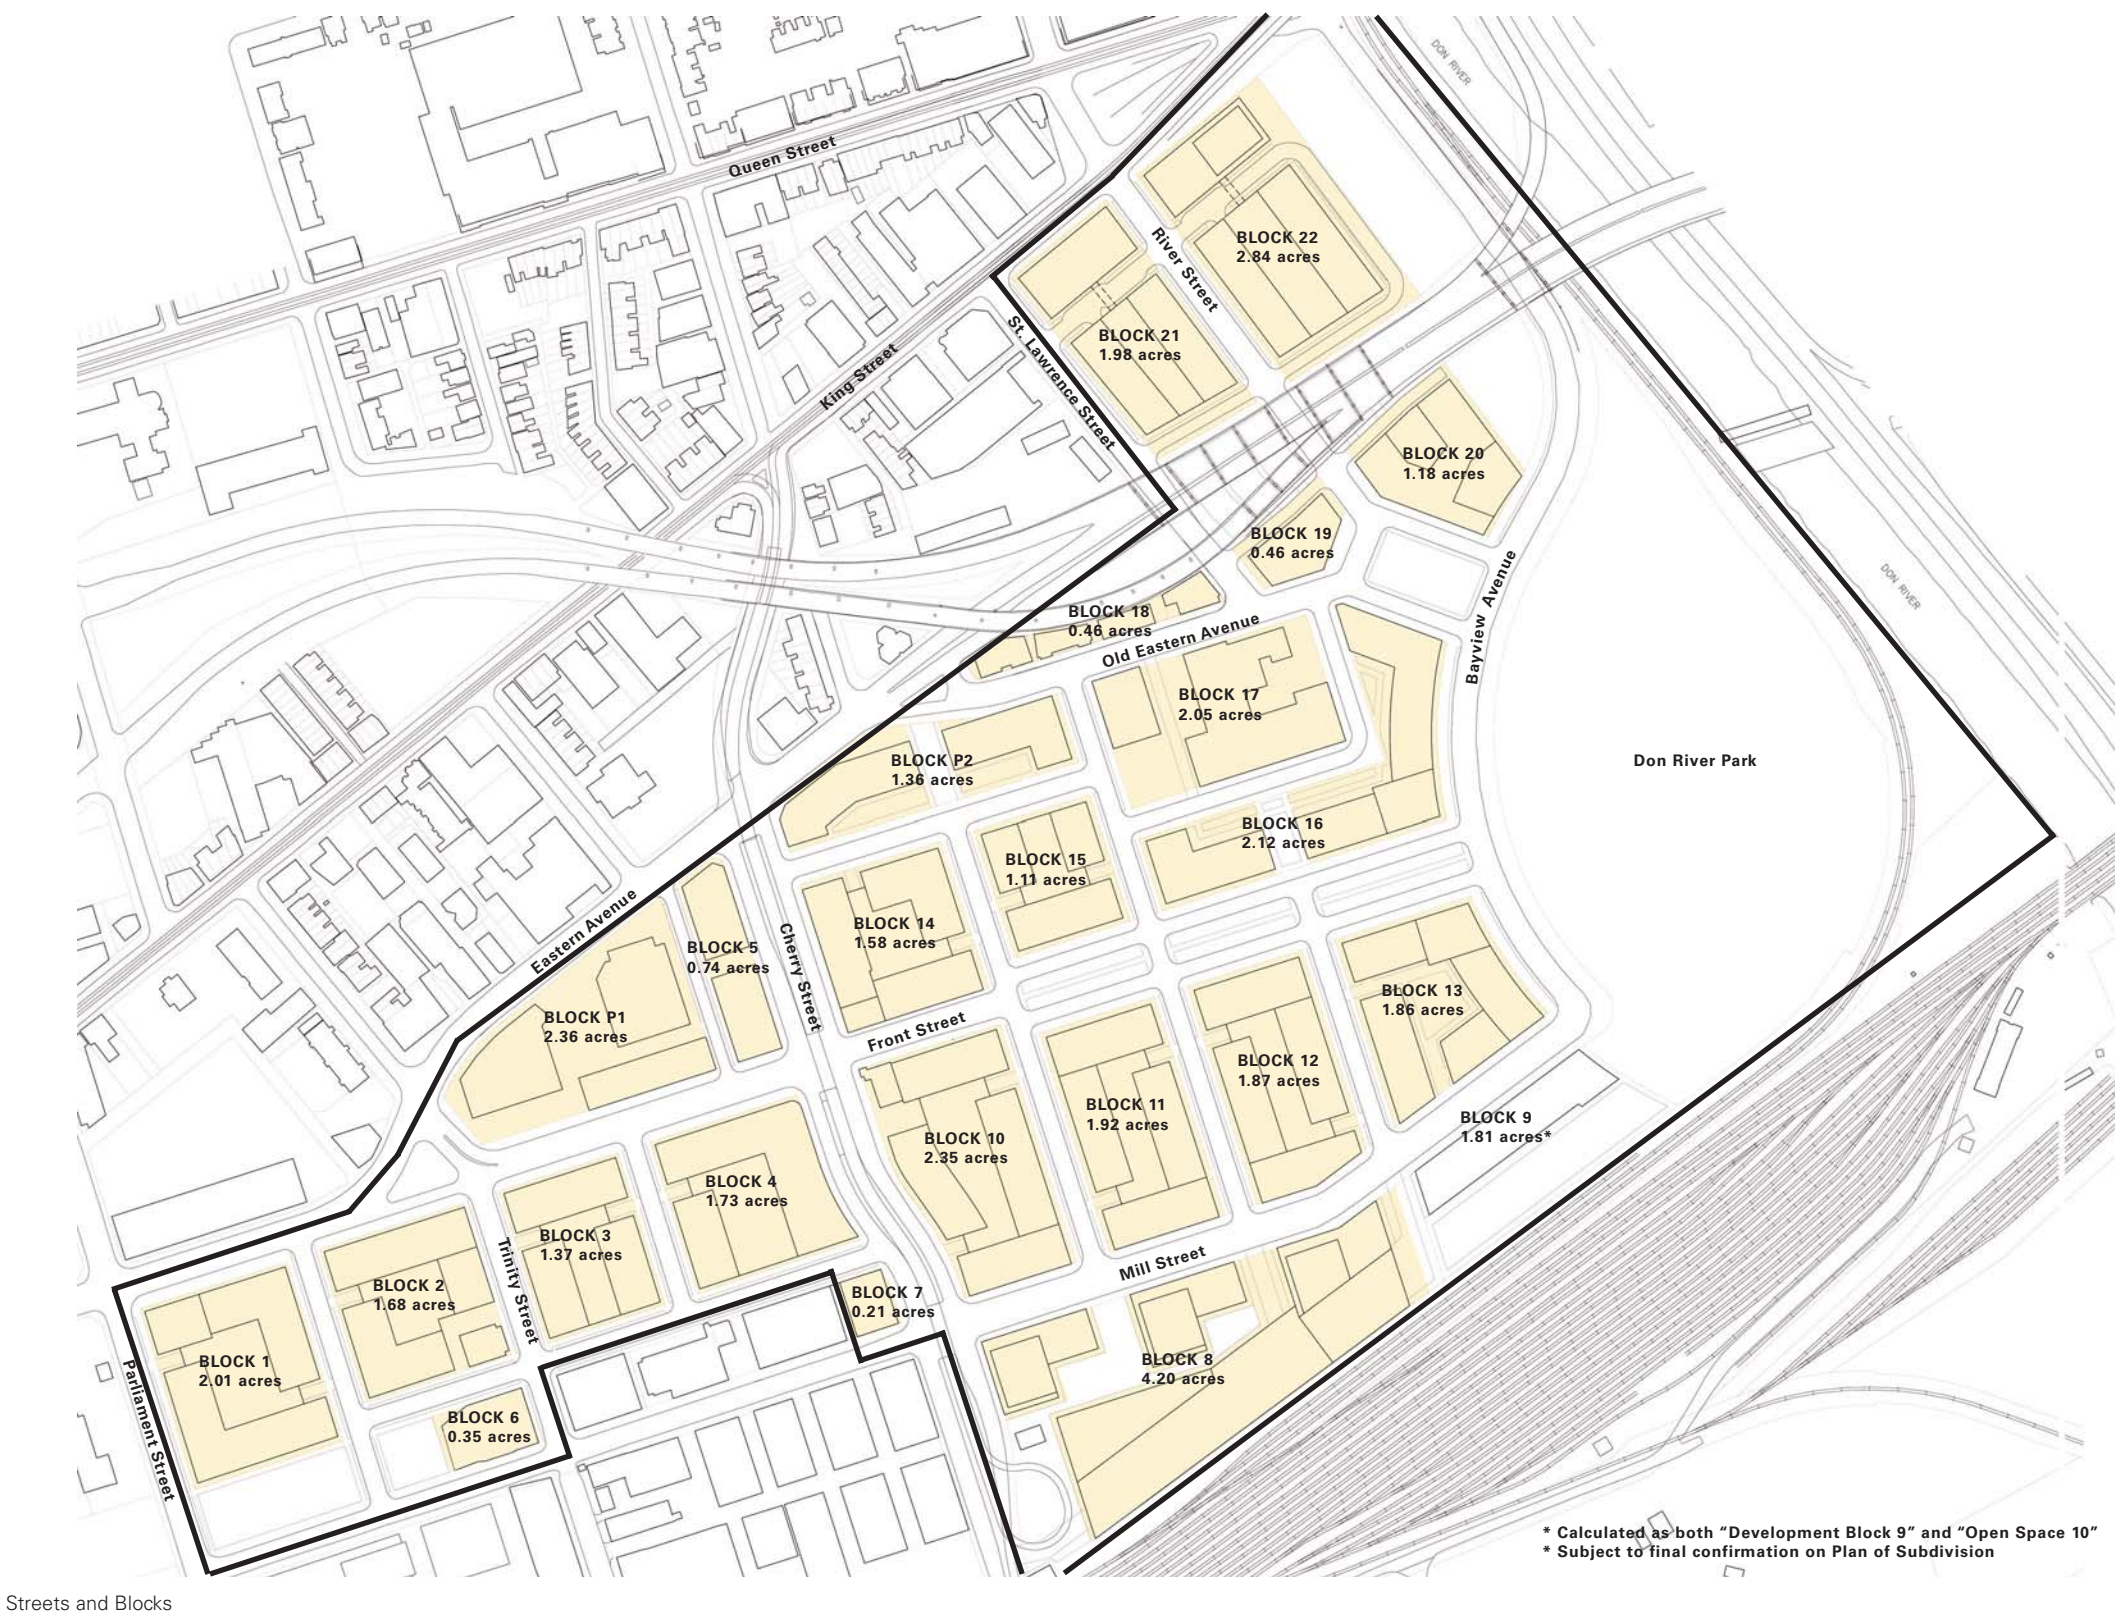 DON RIVER
Queen Street
River Street
BLOCK 22
2.84 acres
BLOCK 21
1.98 acres
St. Lawrence Street
King Street
BLOCK 20
1.18 acres
BLOCK 19
0.46 acres
DON RIVER
BLOCK 18
0.46 acres
Old Eastern Avenue
Bayview Avenue
BLOCK 17
2.05 acres
BLOCK P2
1.36 acres
Don River Park
BLOCK 16
2.12 acres
BLOCK 15
1.11 acres
BLOCK 14
1.58 acres
Eastern Avenue
BLOCK 5
0.74 acres
Cherry Street
BLOCK 13
1.86 acres
BLOCK P1
2.36 acres
Front Street
BLOCK 12
1.87 acres
BLOCK 11
1.92 acres
BLOCK 9
1.81 acres*
BLOCK 10
2.35 acres
BLOCK 4
1.73 acres
BLOCK 3
1.37 acres
Trinity Street
Mill Street
BLOCK 2
1.68 acres
BLOCK 7
0.21 acres
BLOCK 1
2.01 acres
BLOCK 8
4.20 acres
Parliament Street
BLOCK 6
0.35 acres
* Calculated as both “Development Block 9” and “Open Space 10”
* Subject to final confirmation on Plan of Subdivision
Streets and Blocks